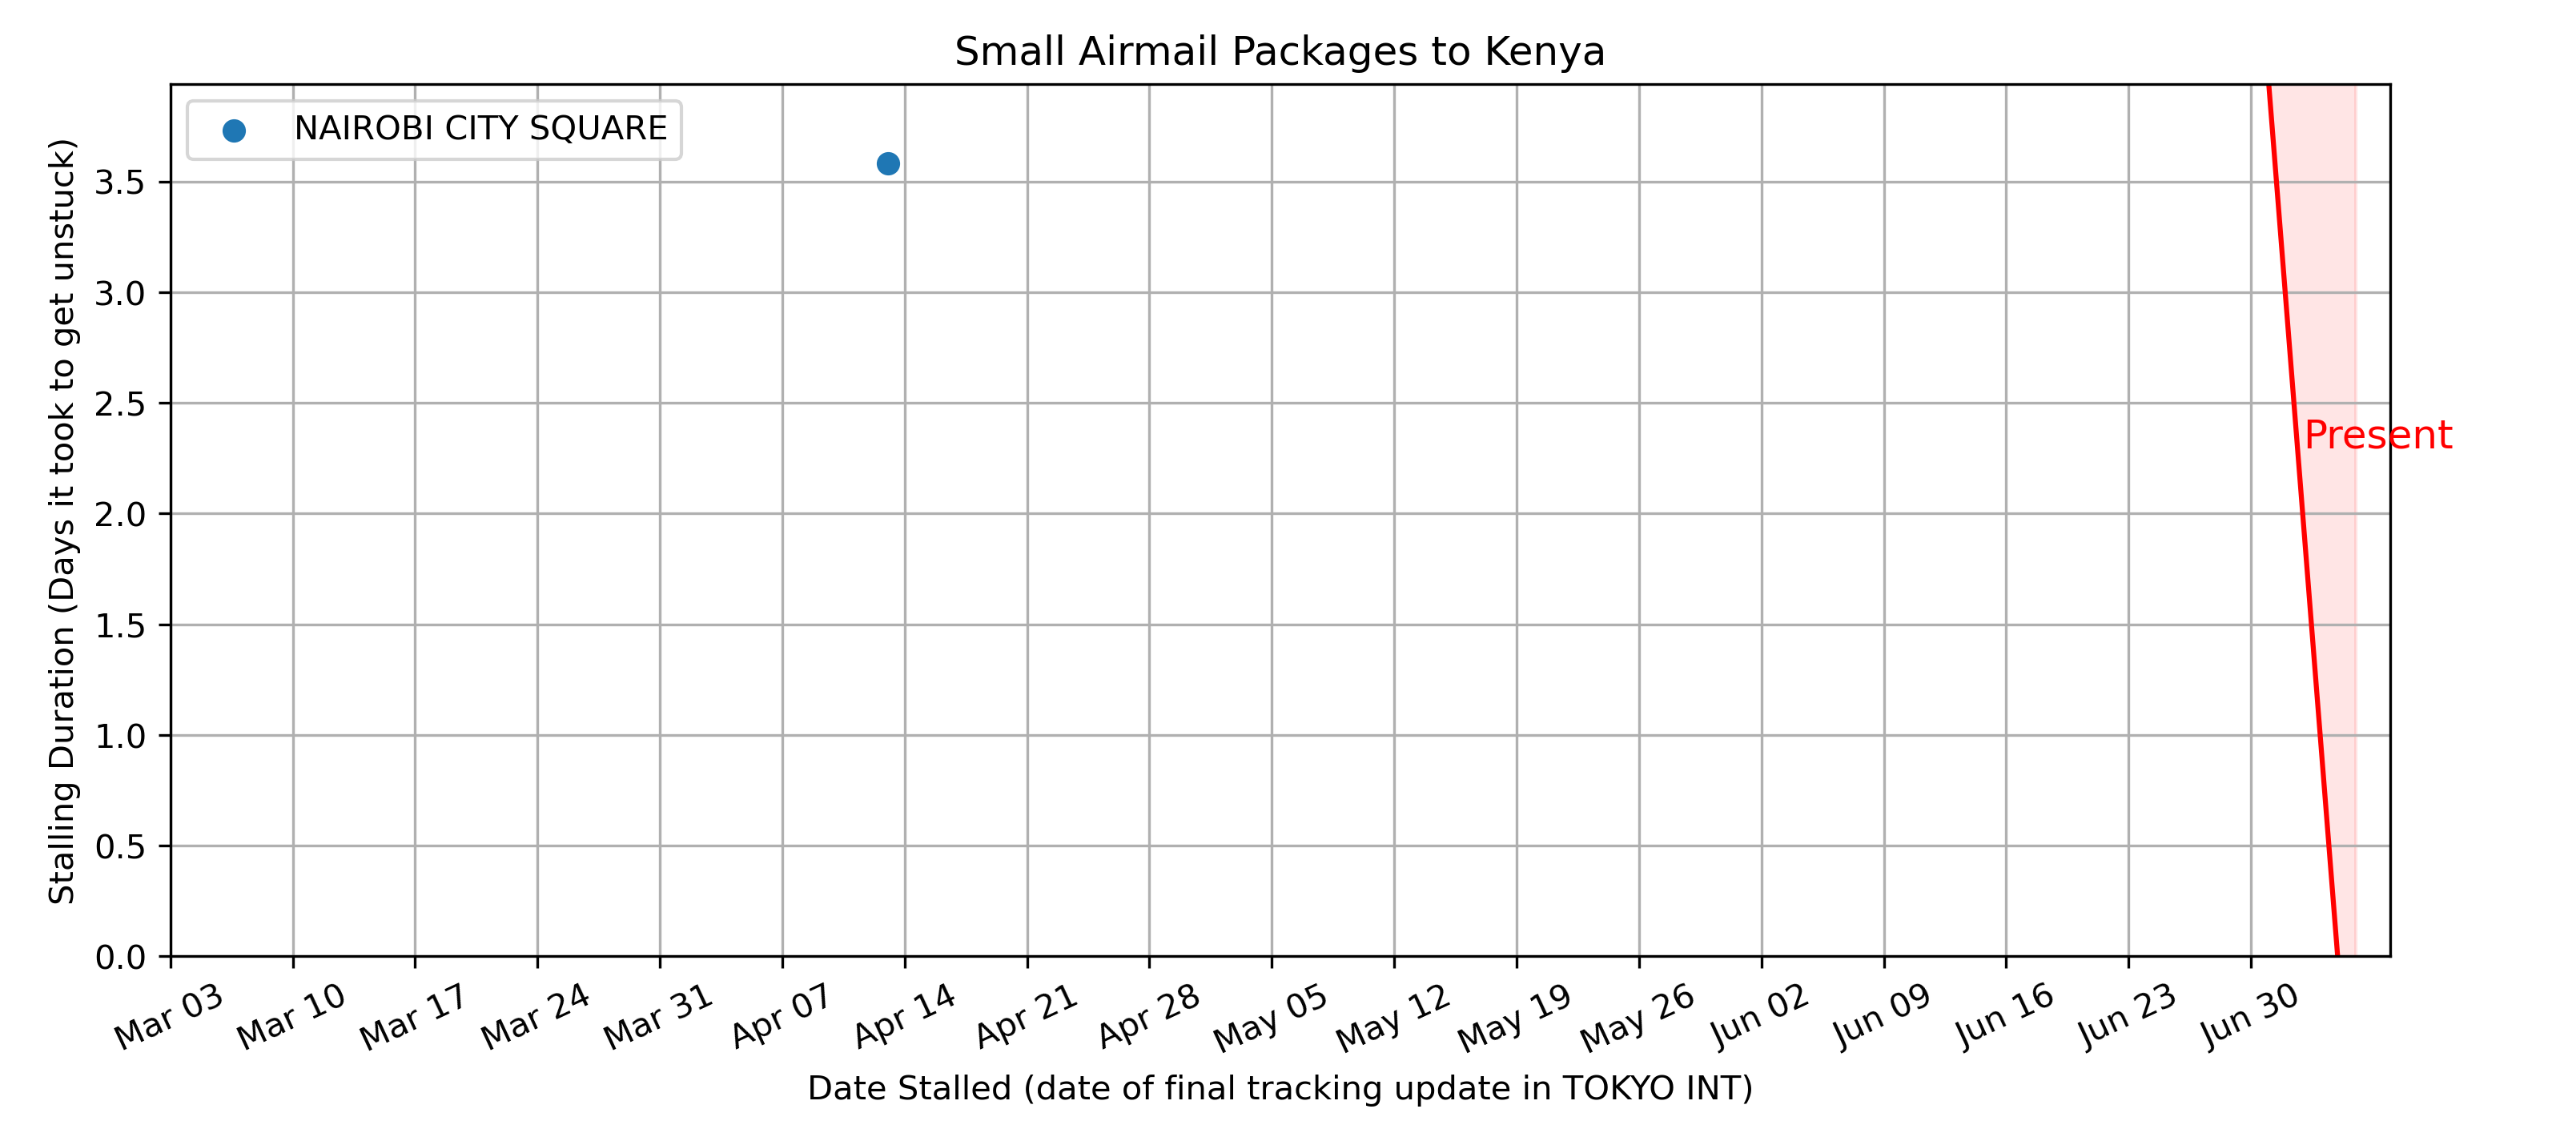 Small Airmail Packages to Kenya
NAIROBI CITY SQUARE
Stalling Duration (Days it took to get unstuck)
3.5
3.0
2.5
2.0
1.5
1.0
0.5
0.0
Present
Mar 03
Mar 10
Mar 17
Mar 24
Mar 31
Apr 07
Apr 14
Apr 21
Apr 28
May 05
May 12
May 19
May 26
Jun 02
Jun 09
Jun 16
Jun 23
Jun 30
Date Stalled (date of final tracking update in TOKYO INT)